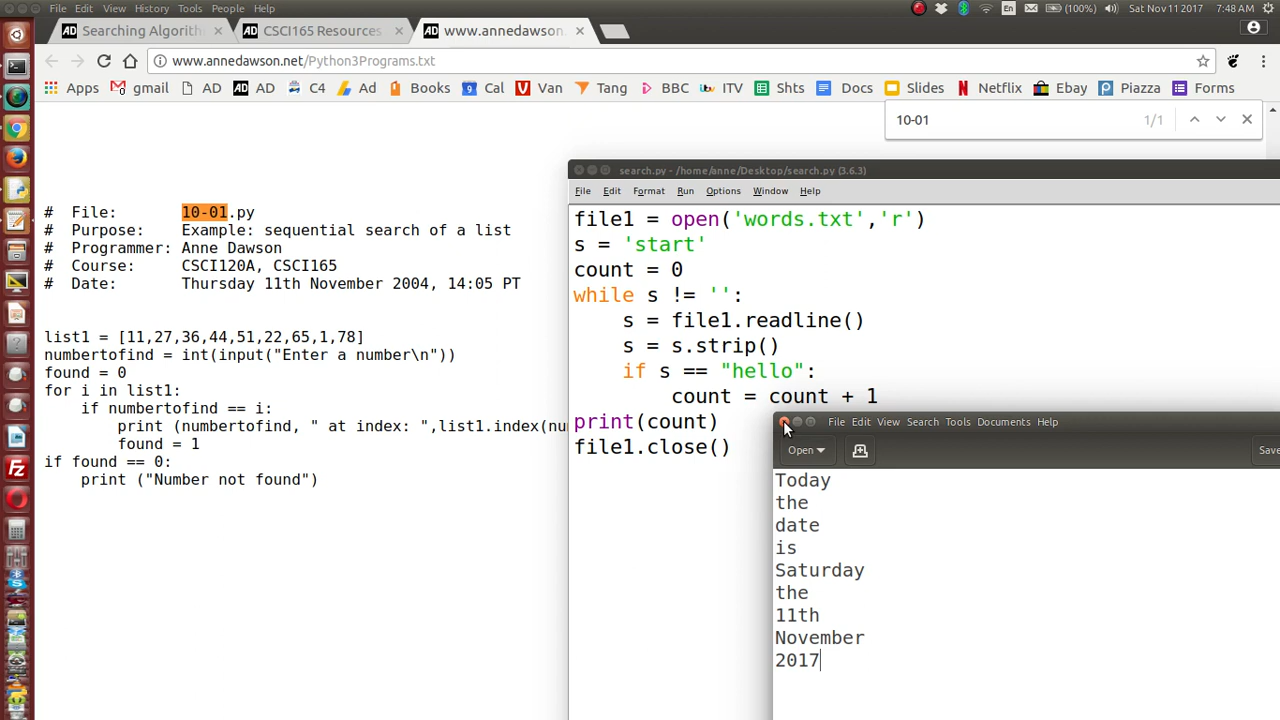 File Edit View History Tools People Help
En (100%) Sat Nov 11 2017 7:48 AM
AD Searching Algorith × AD CSCI165 Resources × AD www.annedawson. ×
www.annedawson.net/Python3Programs.txt
Apps gmail AD AD AD C4 Ad Books 9 Cal V Van Tang BBC ITV Shts Docs Slides Netflix Ebay Piazza Forms
10-01 1/1
# File: 10-01.py
# Purpose: Example: sequential search of a list
# Programmer: Anne Dawson
# Course: CSCI120A, CSCI165
# Date: Thursday 11th November 2004, 14:05 PT
list1 = [11,27,36,44,51,22,65,1,78]
numbertofind = int(input("Enter a number\n"))
found = 0
for i in list1:
if numbertofind == i:
print (numbertofind, " at index: ",list1.index(nu
found = 1
if found == 0:
print ("Number not found")
search.py - /home/anne/Desktop/search.py (3.6.3)
File Edit Format Run Options Window Help
file1 = open('words.txt','r')
s = 'start'
count = 0
while s != '':
s = file1.readline()
s = s.strip()
if s == "hello":
count = count + 1
print(count)
file1.close()
File Edit View Search Tools Documents Help
Open Save
Today
the
date
is
Saturday
the
11th
November
2017